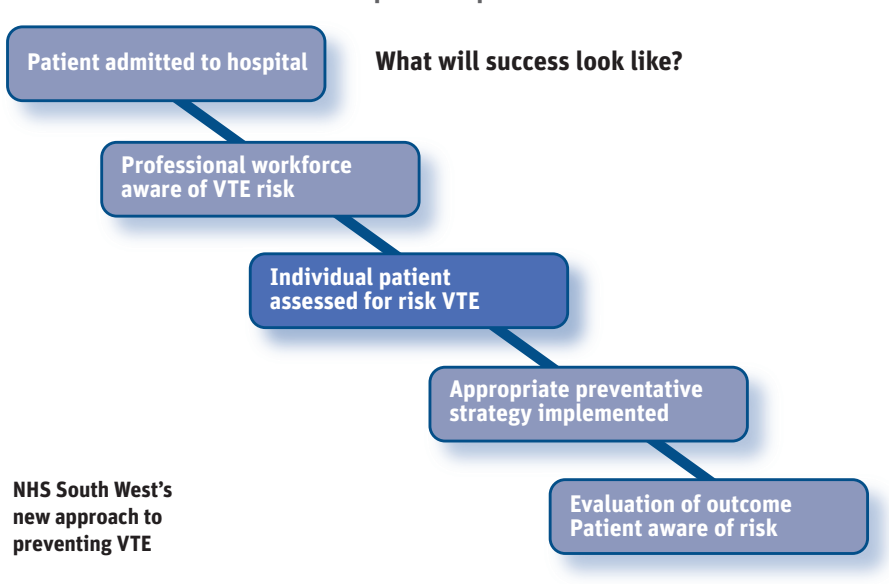 Patient admitted to hospital
What will success look like?
Professional workforce
aware of VTE risk
Individual patient
assessed for risk VTE
Appropriate preventative
strategy implemented
Evaluation of outcome
Patient aware of risk
NHS South West's
new approach to
preventing VTE